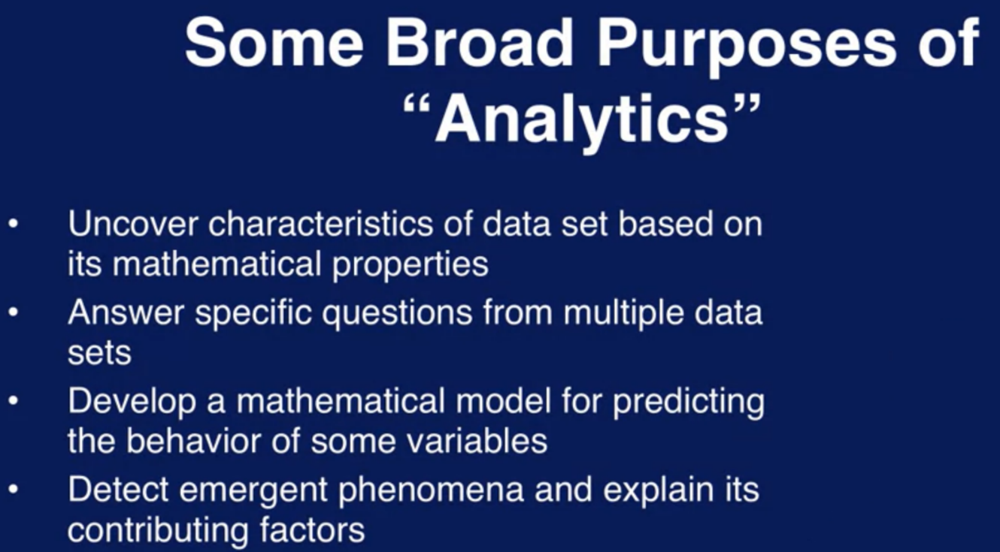 Some Broad Purposes of
“Analytics”
• Uncover characteristics of data set based on
its mathematical properties
• Answer specific questions from multiple data
sets
• Develop a mathematical model for predicting
the behavior of some variables
• Detect emergent phenomena and explain its
contributing factors